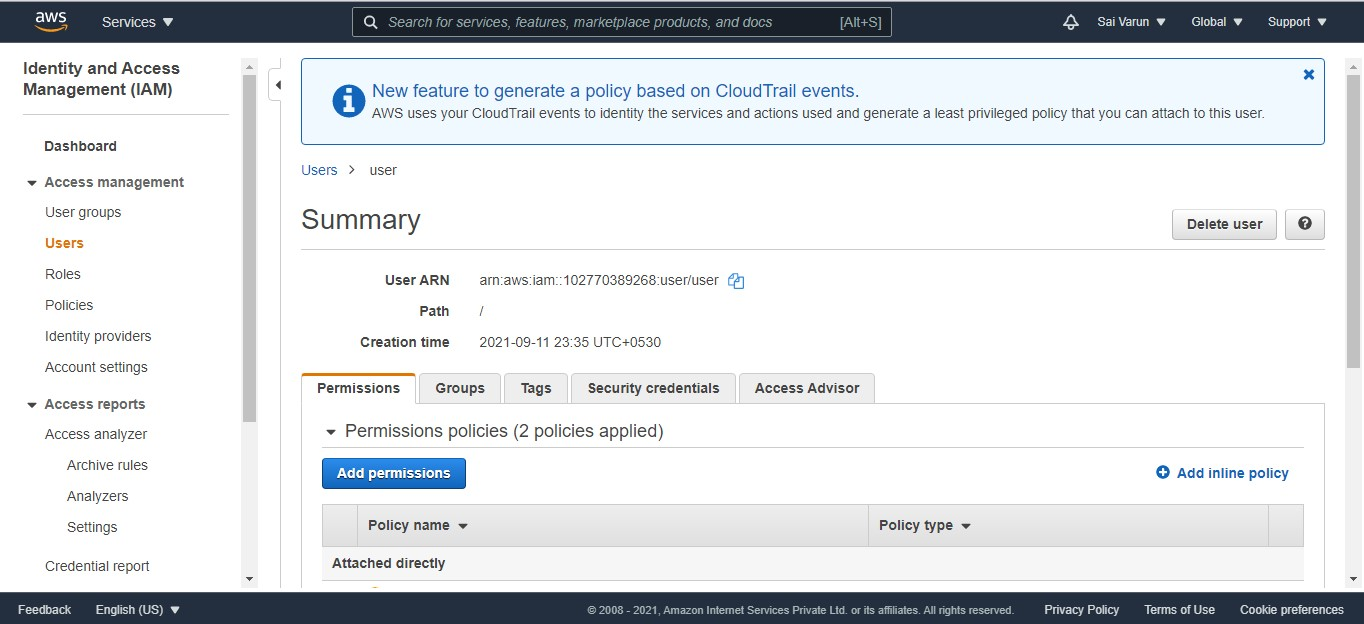 aws Services Search for services, features, marketplace products, and docs [Alt+S] Sai Varun Global Support
Identity and Access
Management (IAM)
Dashboard
Access management
User groups
Users
Roles
Policies
Identity providers
Account settings
Access reports
Access analyzer
Archive rules
Analyzers
Settings
Credential report
New feature to generate a policy based on CloudTrail events.
AWS uses your CloudTrail events to identify the services and actions used and generate a least privileged policy that you can attach to this user.
Users > user
Summary
Delete user
User ARN arn:aws:iam::102770389268:user/user
Path /
Creation time 2021-09-11 23:35 UTC+0530
Permissions Groups Tags Security credentials Access Advisor
Permissions policies (2 policies applied)
Add permissions Add inline policy
Policy name Policy type
Attached directly
Feedback English (US) © 2008 - 2021, Amazon Internet Services Private Ltd. or its affiliates. All rights reserved. Privacy Policy Terms of Use Cookie preferences